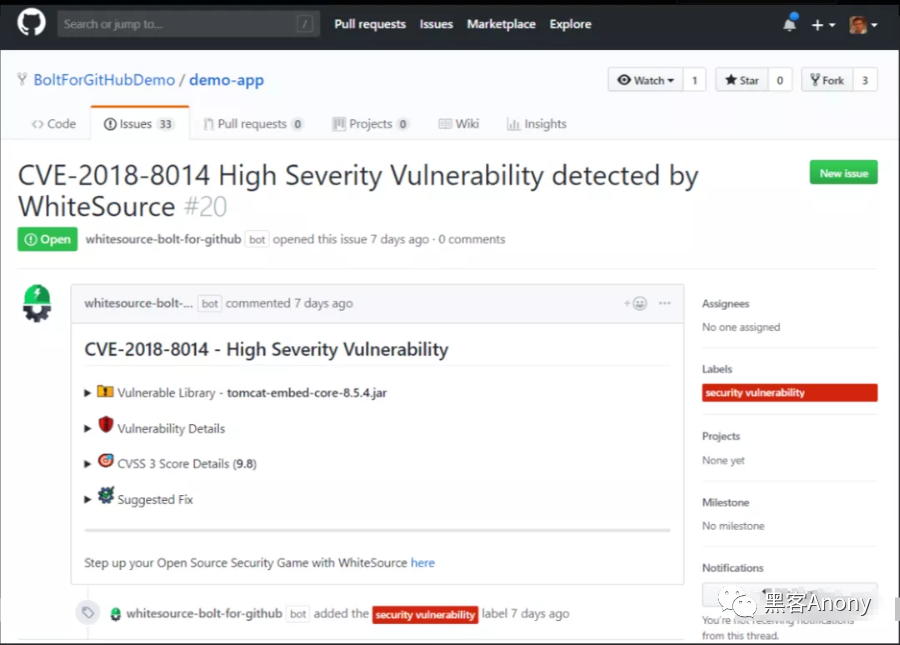 Search or jump to... /
Pull requests Issues Marketplace Explore
BoltForGitHubDemo / demo-app
Watch 1 Star 0 Fork 3
Code Issues 33 Pull requests 0 Projects 0 Wiki Insights
CVE-2018-8014 High Severity Vulnerability detected by
WhiteSource #20
New issue
Open whitesource-bolt-for-github bot opened this issue 7 days ago · 0 comments
whitesource-bolt-... bot commented 7 days ago
CVE-2018-8014 - High Severity Vulnerability
Vulnerable Library - tomcat-embed-core-8.5.4.jar
Vulnerability Details
CVSS 3 Score Details (9.8)
Suggested Fix
Step up your Open Source Security Game with WhiteSource here
whitesource-bolt-for-github bot added the security vulnerability label 7 days ago
Assignees
No one assigned
Labels
security vulnerability
Projects
None yet
Milestone
No milestone
Notifications
黑客Anony
You're not receiving notifications
from this thread.